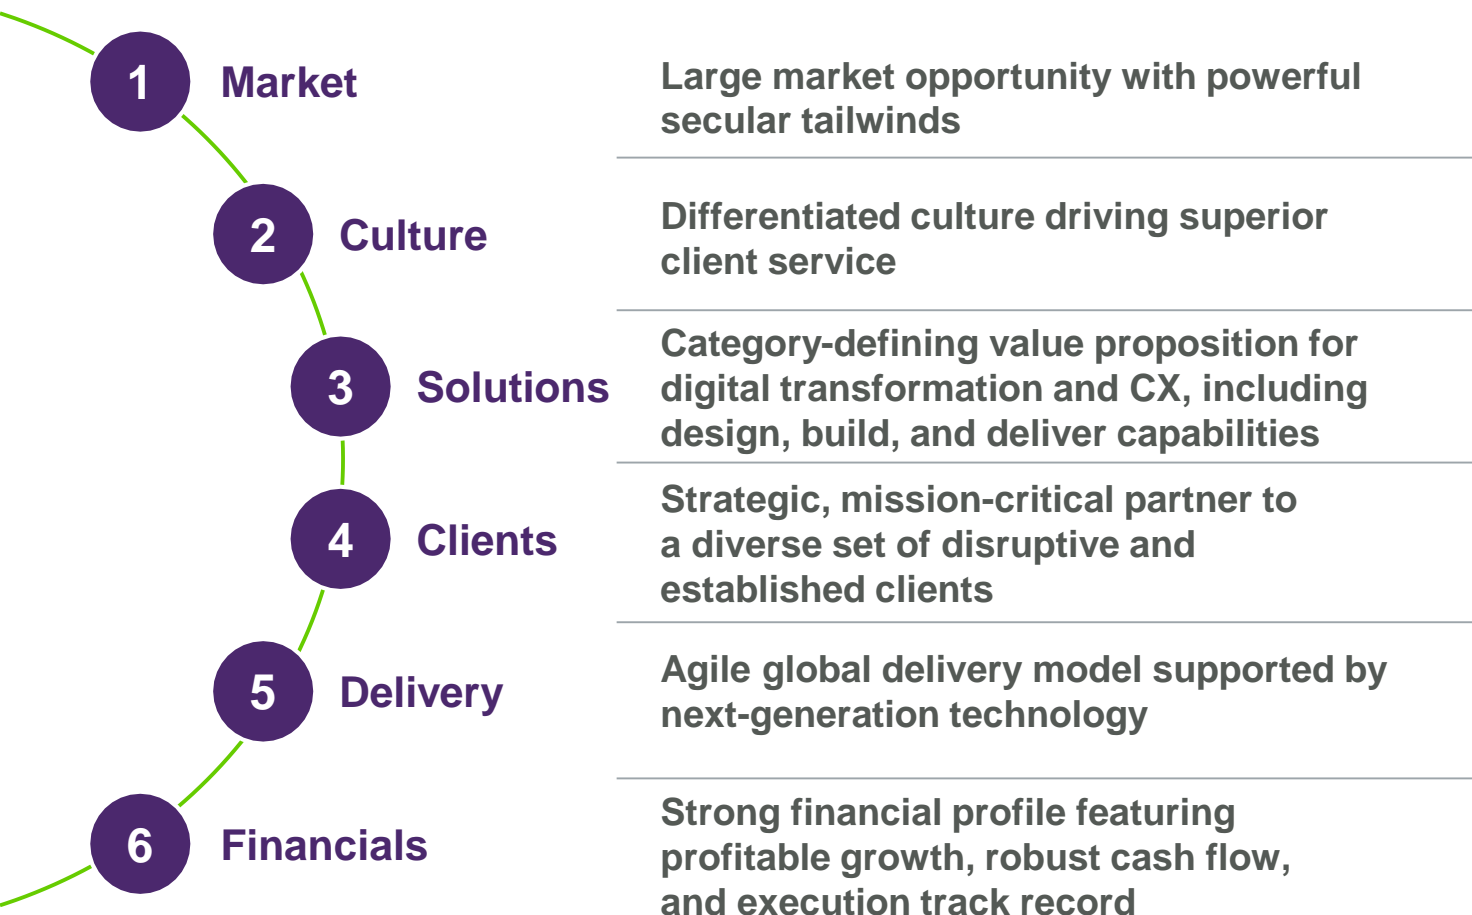 1 Market
Large market opportunity with powerful
secular tailwinds
2 Culture
Differentiated culture driving superior
client service
3 Solutions
Category-defining value proposition for
digital transformation and CX, including
design, build, and deliver capabilities
4 Clients
Strategic, mission-critical partner to
a diverse set of disruptive and
established clients
5 Delivery
Agile global delivery model supported by
next-generation technology
6 Financials
Strong financial profile featuring
profitable growth, robust cash flow,
and execution track record